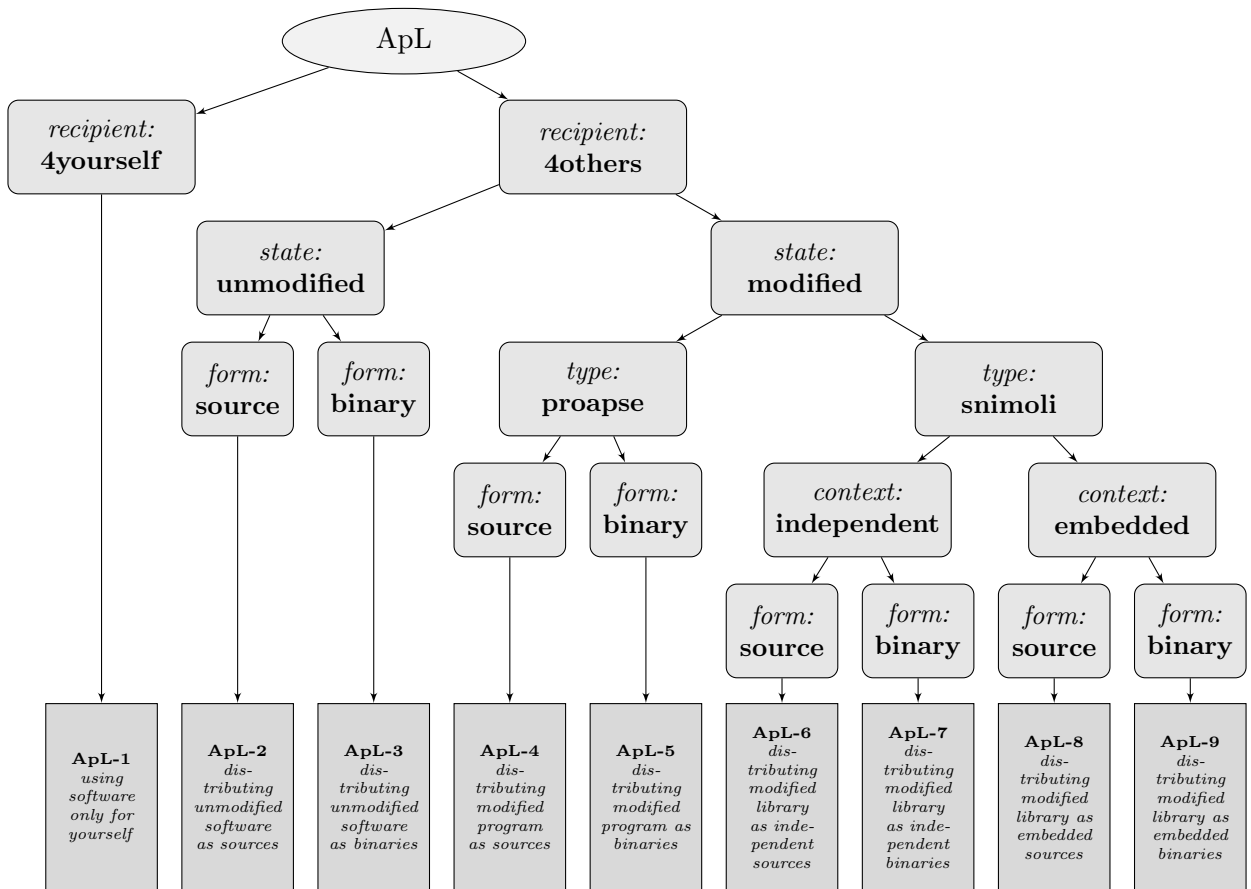 ApL
recipient:
4yourself
recipient:
4others
state:
unmodified
state:
modified
form:
source
form:
binary
type:
proapse
type:
snimoli
form:
source
form:
binary
context:
independent
context:
embedded
form:
source
form:
binary
form:
source
form:
binary
ApL-1
using
software
only for
yourself
ApL-2
dis-
tributing
unmodified
software
as sources
ApL-3
dis-
tributing
unmodified
software
as binaries
ApL-4
dis-
tributing
modified
program
as sources
ApL-5
dis-
tributing
modified
program as
binaries
ApL-6
dis-
tributing
modified
library
as inde-
pendent
sources
ApL-7
dis-
tributing
modified
library
as inde-
pendent
binaries
ApL-8
dis-
tributing
modified
library as
embedded
sources
ApL-9
dis-
tributing
modified
library as
embedded
binaries